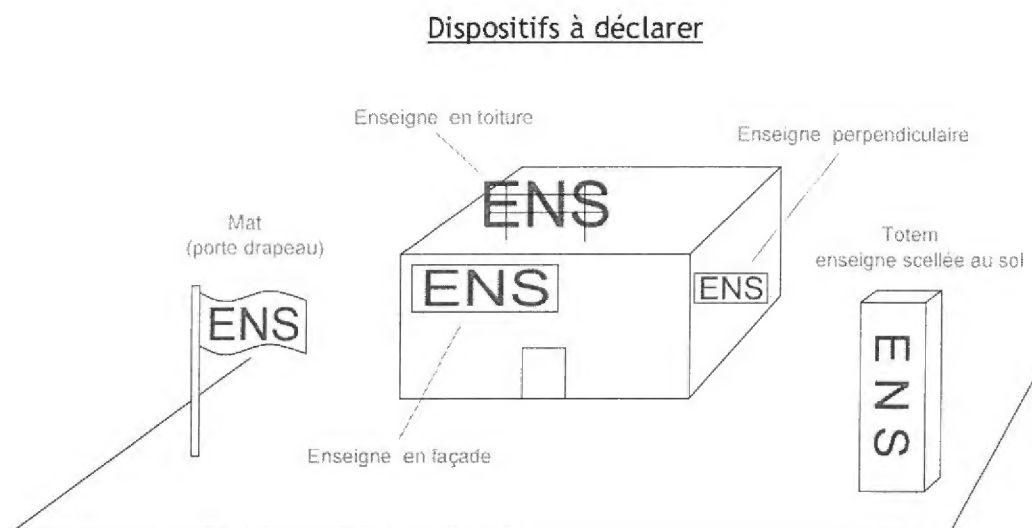 Dispositifs à déclarer
Enseigne en toiture
Enseigne perpendiculaire
ENS
Mat
(porte drapeau)
Totem
enseigne scellée au sol
ENS
ENS
ENS
ENS
Enseigne en façade